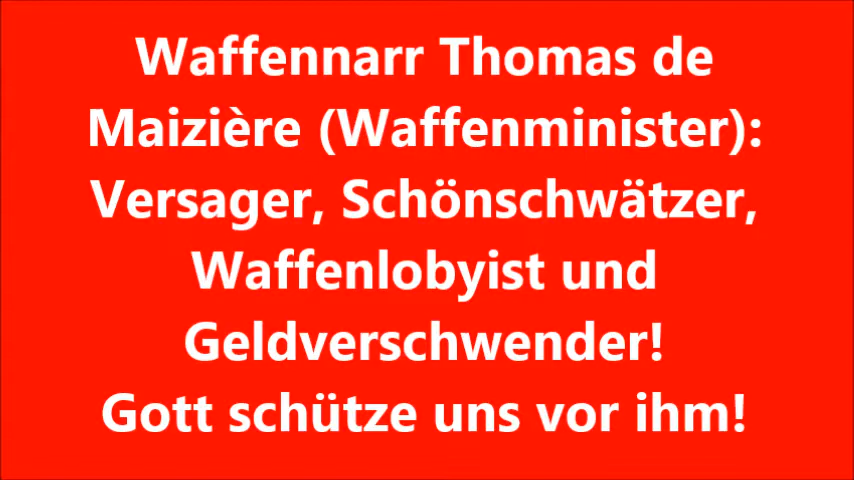 Waffennarr Thomas de
Maizière (Waffenminister):
Versager, Schönschwätzer,
Waffenlobyist und
Geldverschwender!
Gott schütze uns vor ihm!